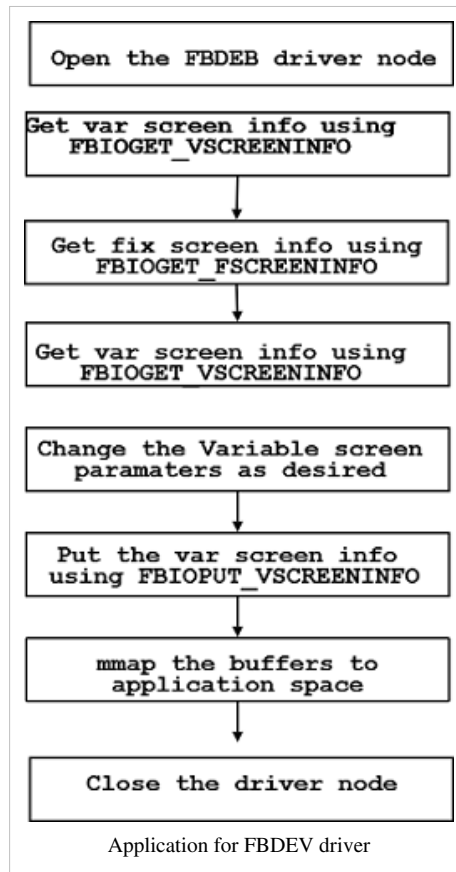 Open the FBDEB driver node
Get var screen info using
FBIOGET_VSCREENINFO
Get fix screen info using
FBIOGET_FSCREENINFO
Get var screen info using
FBIOGET_VSCREENINFO
Change the Variable screen
paramaters as desired
Put the var screen info
using FBIOPUT_VSCREENINFO
mmap the buffers to
application space
Close the driver node
Application for FBDEV driver